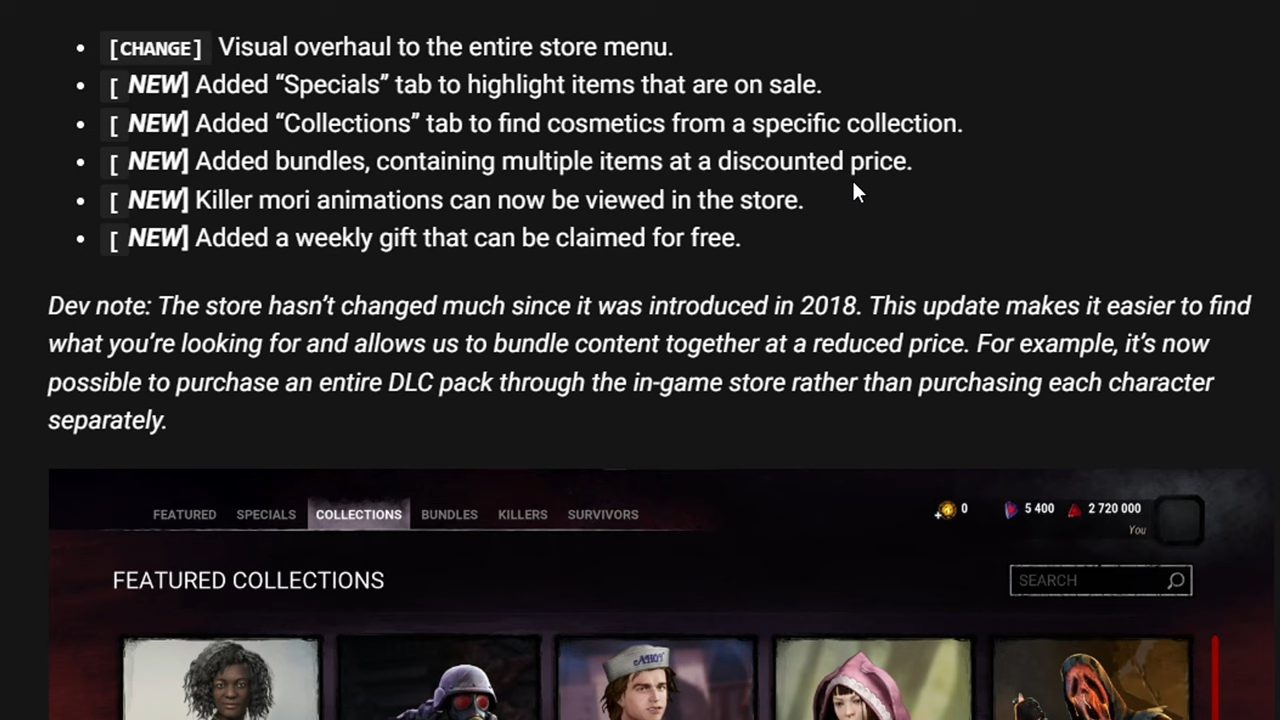 [CHANGE] Visual overhaul to the entire store menu.
[ NEW] Added “Specials” tab to highlight items that are on sale.
[ NEW] Added “Collections” tab to find cosmetics from a specific collection.
[ NEW] Added bundles, containing multiple items at a discounted price.
[ NEW] Killer mori animations can now be viewed in the store.
[ NEW] Added a weekly gift that can be claimed for free.
Dev note: The store hasn’t changed much since it was introduced in 2018. This update makes it easier to find
what you’re looking for and allows us to bundle content together at a reduced price. For example, it’s now
possible to purchase an entire DLC pack through the in-game store rather than purchasing each character
separately.
FEATURED SPECIALS COLLECTIONS BUNDLES KILLERS SURVIVORS
0 5 400 2 720 000
You
FEATURED COLLECTIONS
SEARCH
AHOY